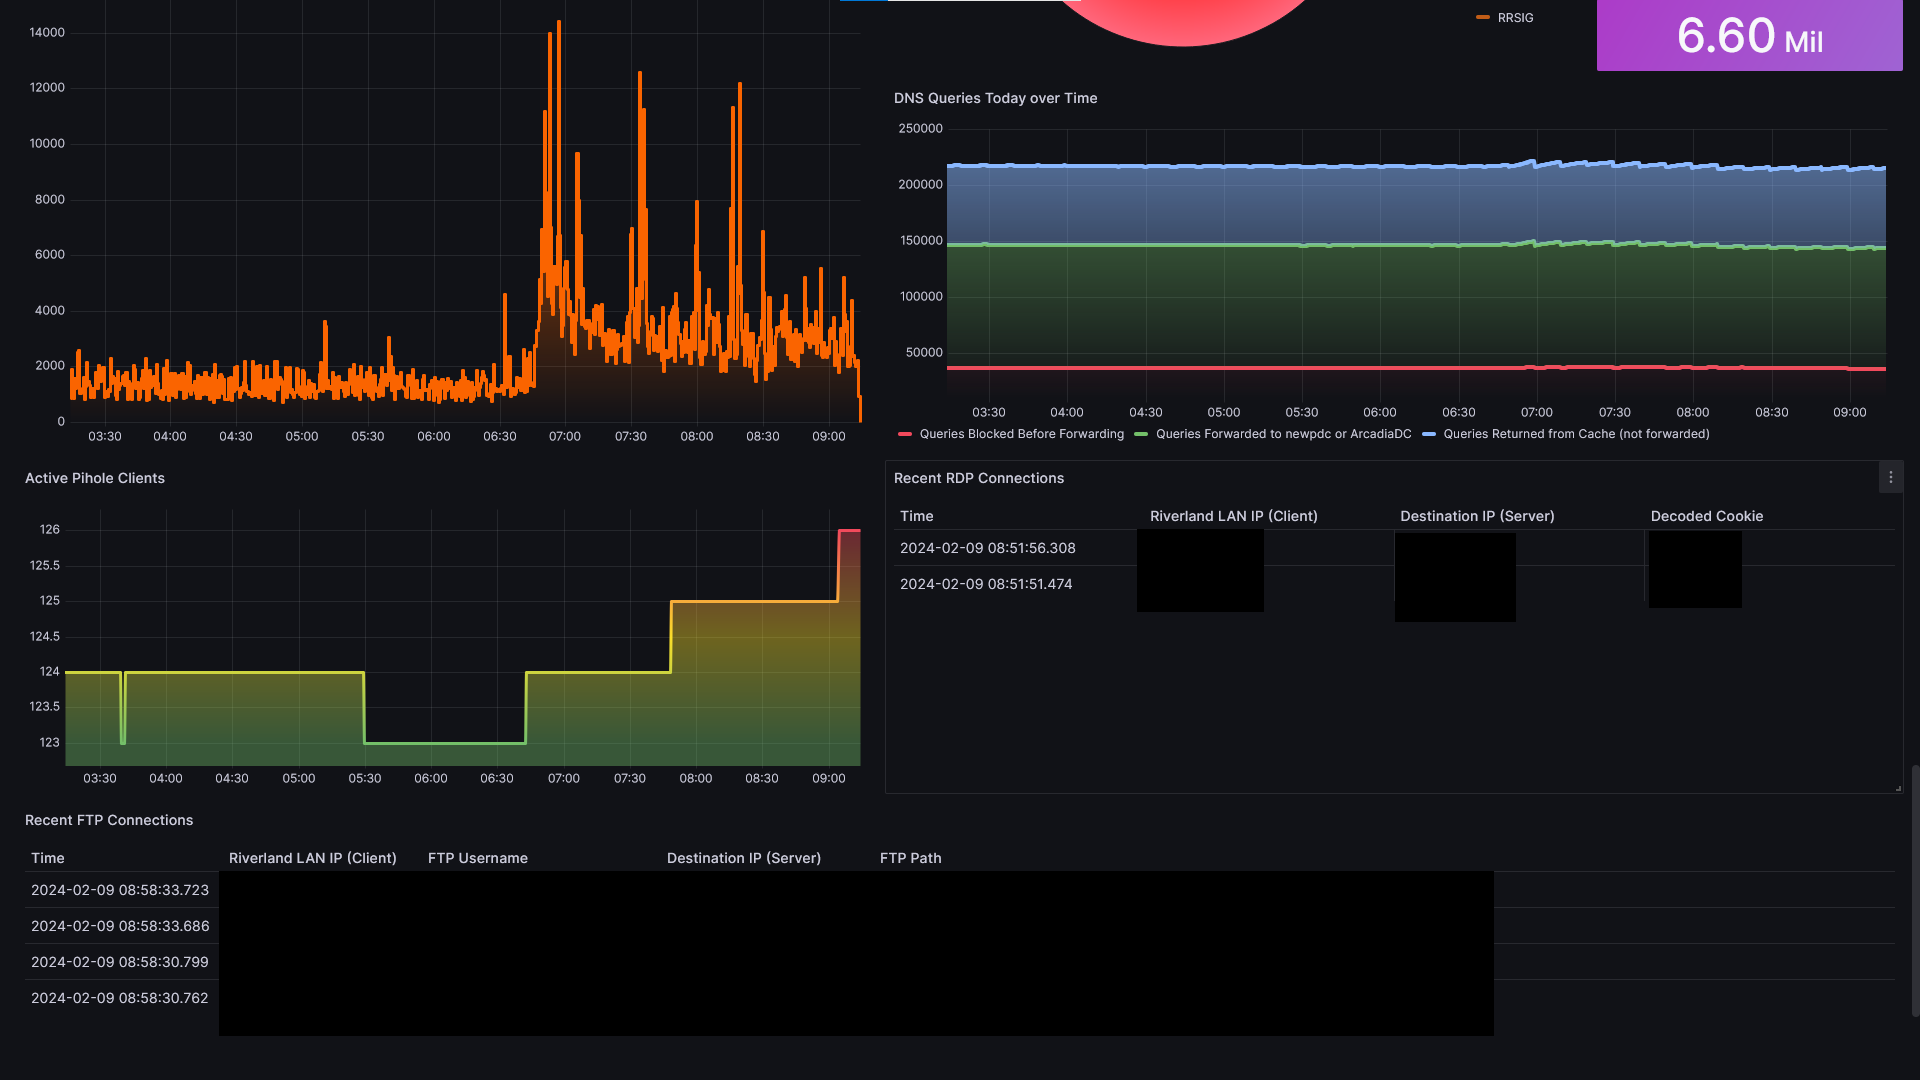 14000
12000
10000
8000
6000
4000
2000
0
03:30 04:00 04:30 05:00 05:30 06:00 06:30 07:00 07:30 08:00 08:30 09:00
RRSIG
6.60 Mil
DNS Queries Today over Time
250000
200000
150000
100000
50000
03:30 04:00 04:30 05:00 05:30 06:00 06:30 07:00 07:30 08:00 08:30 09:00
Queries Blocked Before Forwarding Queries Forwarded to newpdc or ArcadiaDC Queries Returned from Cache (not forwarded)
Active Pihole Clients
126
125.5
125
124.5
124
123.5
123
03:30 04:00 04:30 05:00 05:30 06:00 06:30 07:00 07:30 08:00 08:30 09:00
Recent RDP Connections
Time Riverland LAN IP (Client) Destination IP (Server) Decoded Cookie
2024-02-09 08:51:56.308
2024-02-09 08:51:51.474
Recent FTP Connections
Time Riverland LAN IP (Client) FTP Username Destination IP (Server) FTP Path
2024-02-09 08:58:33.723
2024-02-09 08:58:33.686
2024-02-09 08:58:30.799
2024-02-09 08:58:30.762